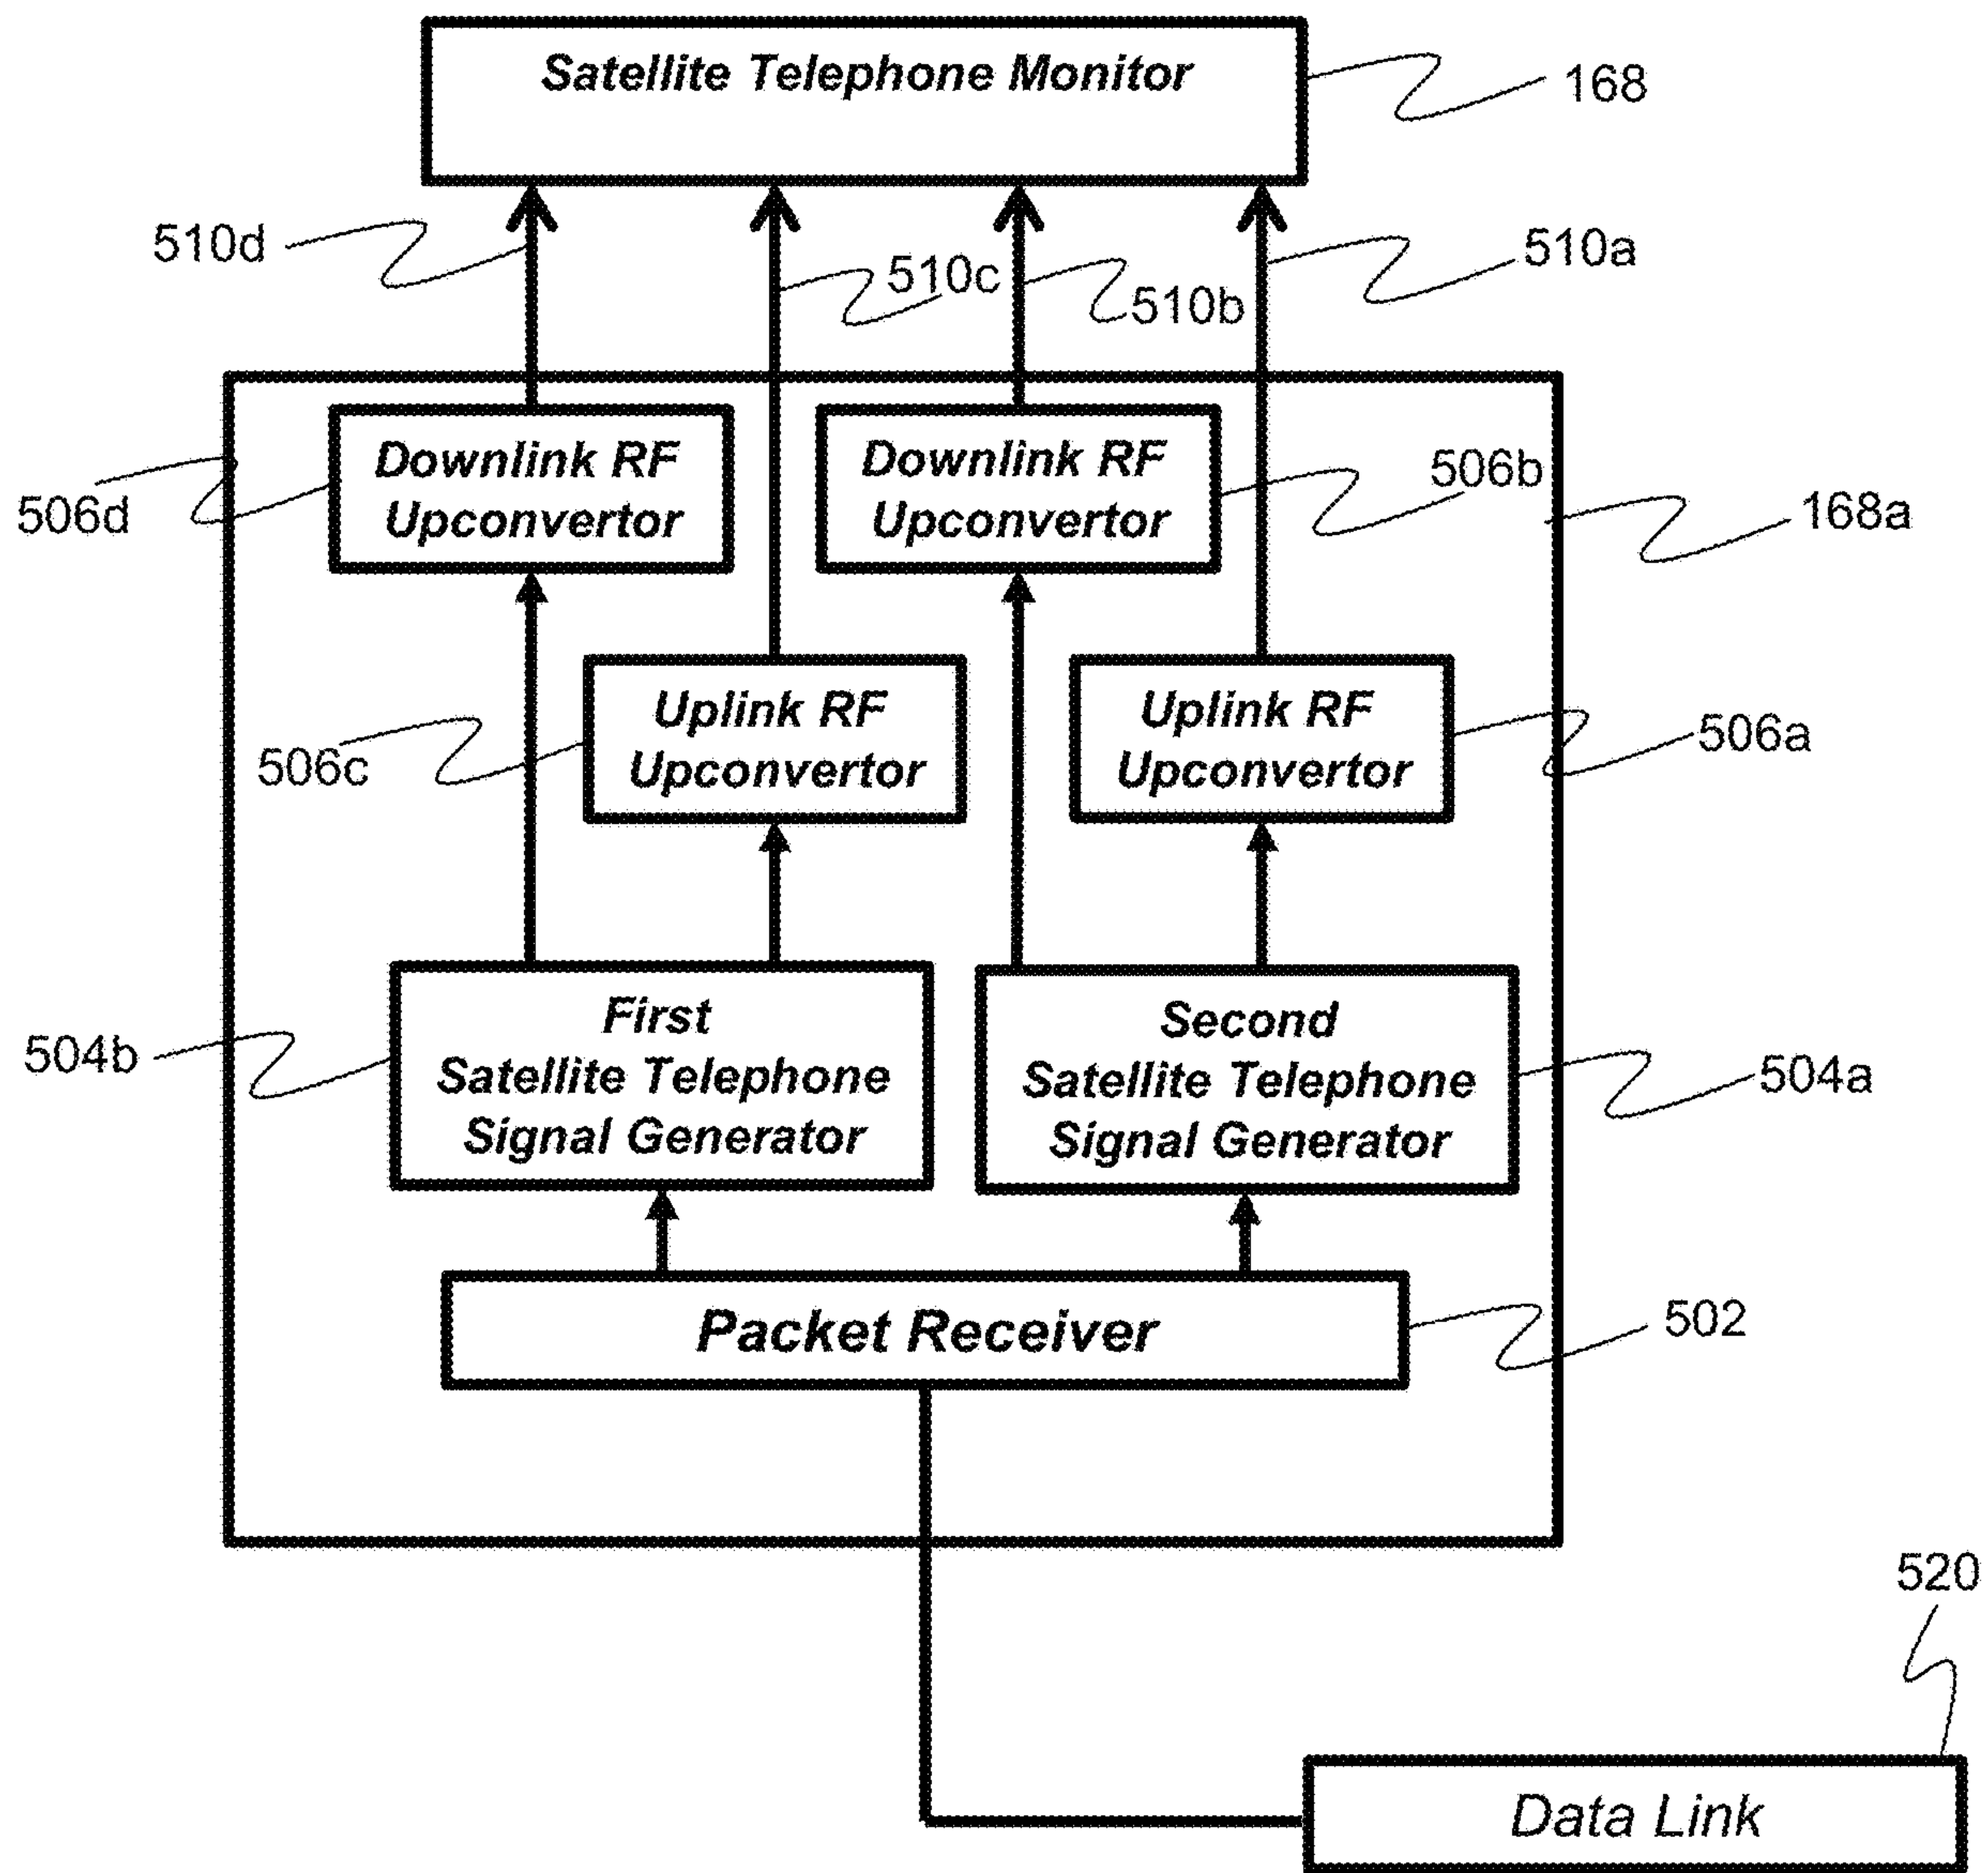 Satellite Telephone Monitor
168
510d
510c
510b
510a
Downlink RF
Upconvertor
Downlink RF
Upconvertor
506d
506b
168a
Uplink RF
Upconvertor
Uplink RF
Upconvertor
506c
506a
First
Satellite Telephone
Signal Generator
Second
Satellite Telephone
Signal Generator
504b
504a
Packet Receiver
502
520
Data Link